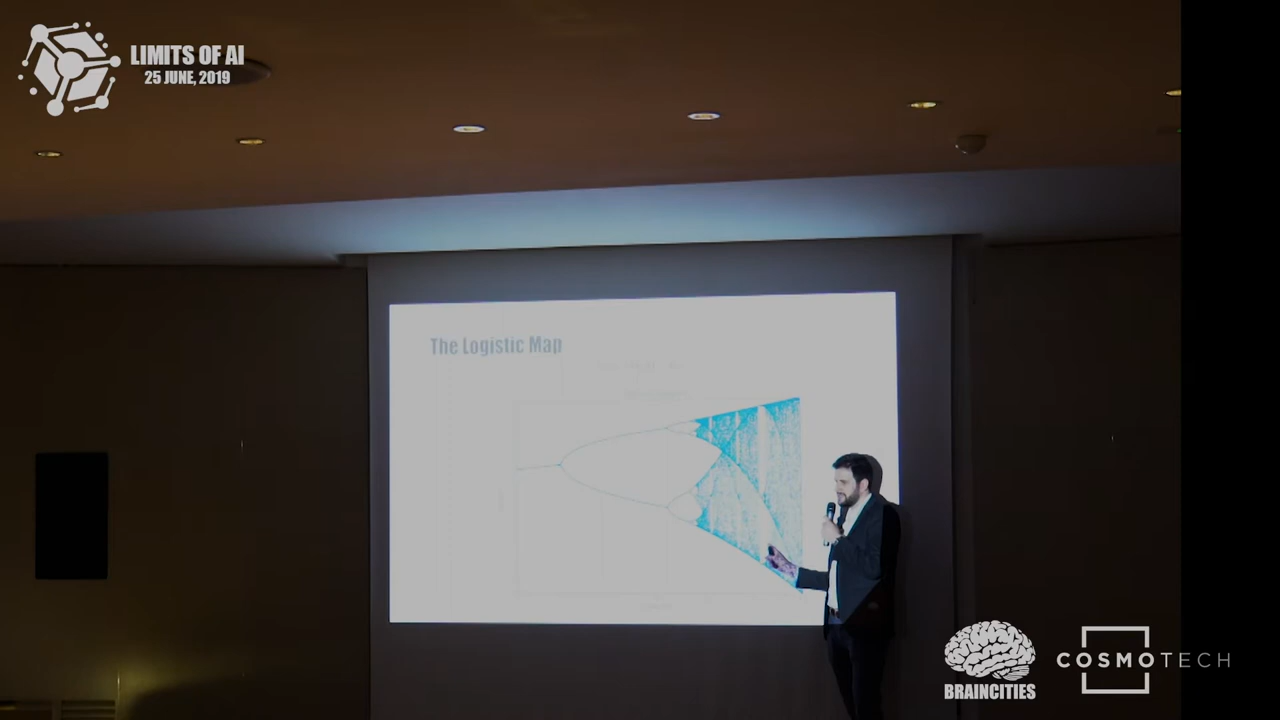 LIMITS OF AI
25 JUNE, 2019
The Logistic Map
BRAINCITIES
COSMOTECH